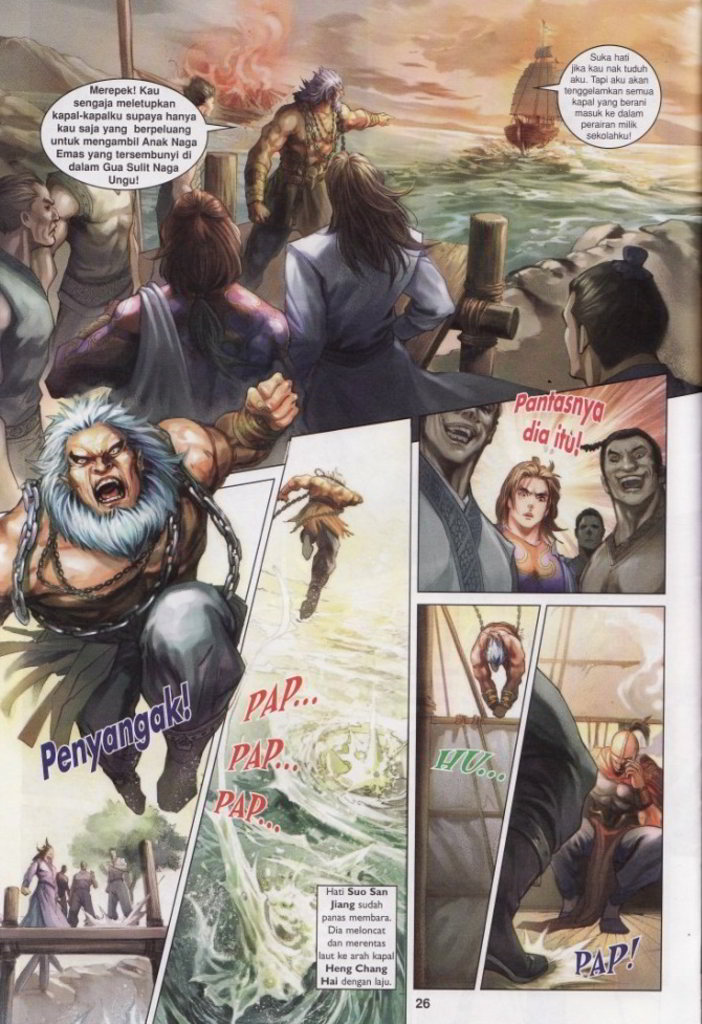 Merepek! Kau
sengaja meletupkan
kapal-kapalku supaya hanya
kau saja yang berpeluang
untuk mengambil Anak Naga
Emas yang tersembunyi di
dalam Gua Sulit Naga
Ungu!
Suka hati
jika kau nak tuduh
aku. Tapi aku akan
tenggelamkan semua
kapal yang berani
masuk ke dalam
perairan milik
sekolahku!
Pantasnya
dia itu!
Penyangak!
PAP...
PAP...
PAP...
Hati Suo San
Jiang sudah
panas membara.
Dia meloncat
dan merentas
laut ke arah kapal
Heng Chang
Hai dengan laju.
HU...
PAP!
26